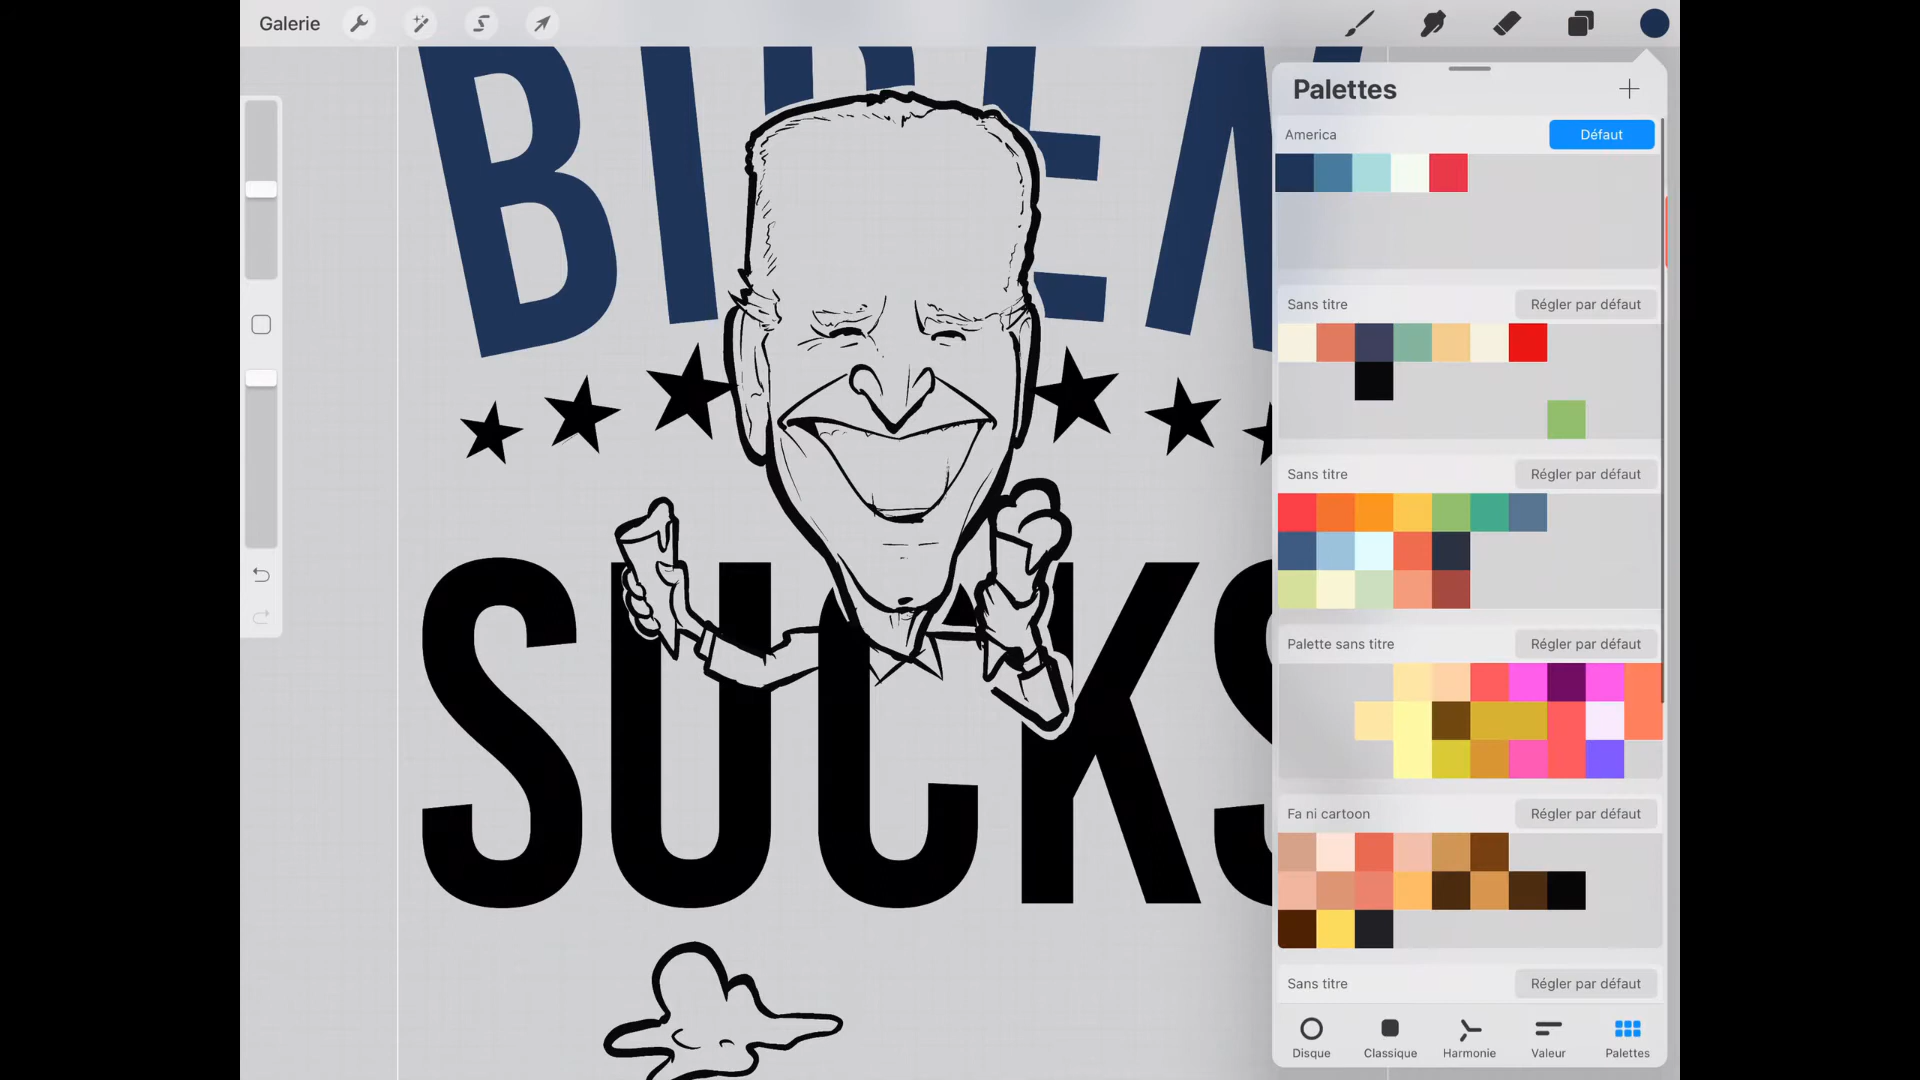 Galerie
BIDEN
SUCKS
Palettes
America
Défaut
Sans titre
Régler par défaut
Sans titre
Régler par défaut
Palette sans titre
Régler par défaut
Fa ni cartoon
Régler par défaut
Sans titre
Régler par défaut
Disque
Classique
Harmonie
Valeur
Palettes